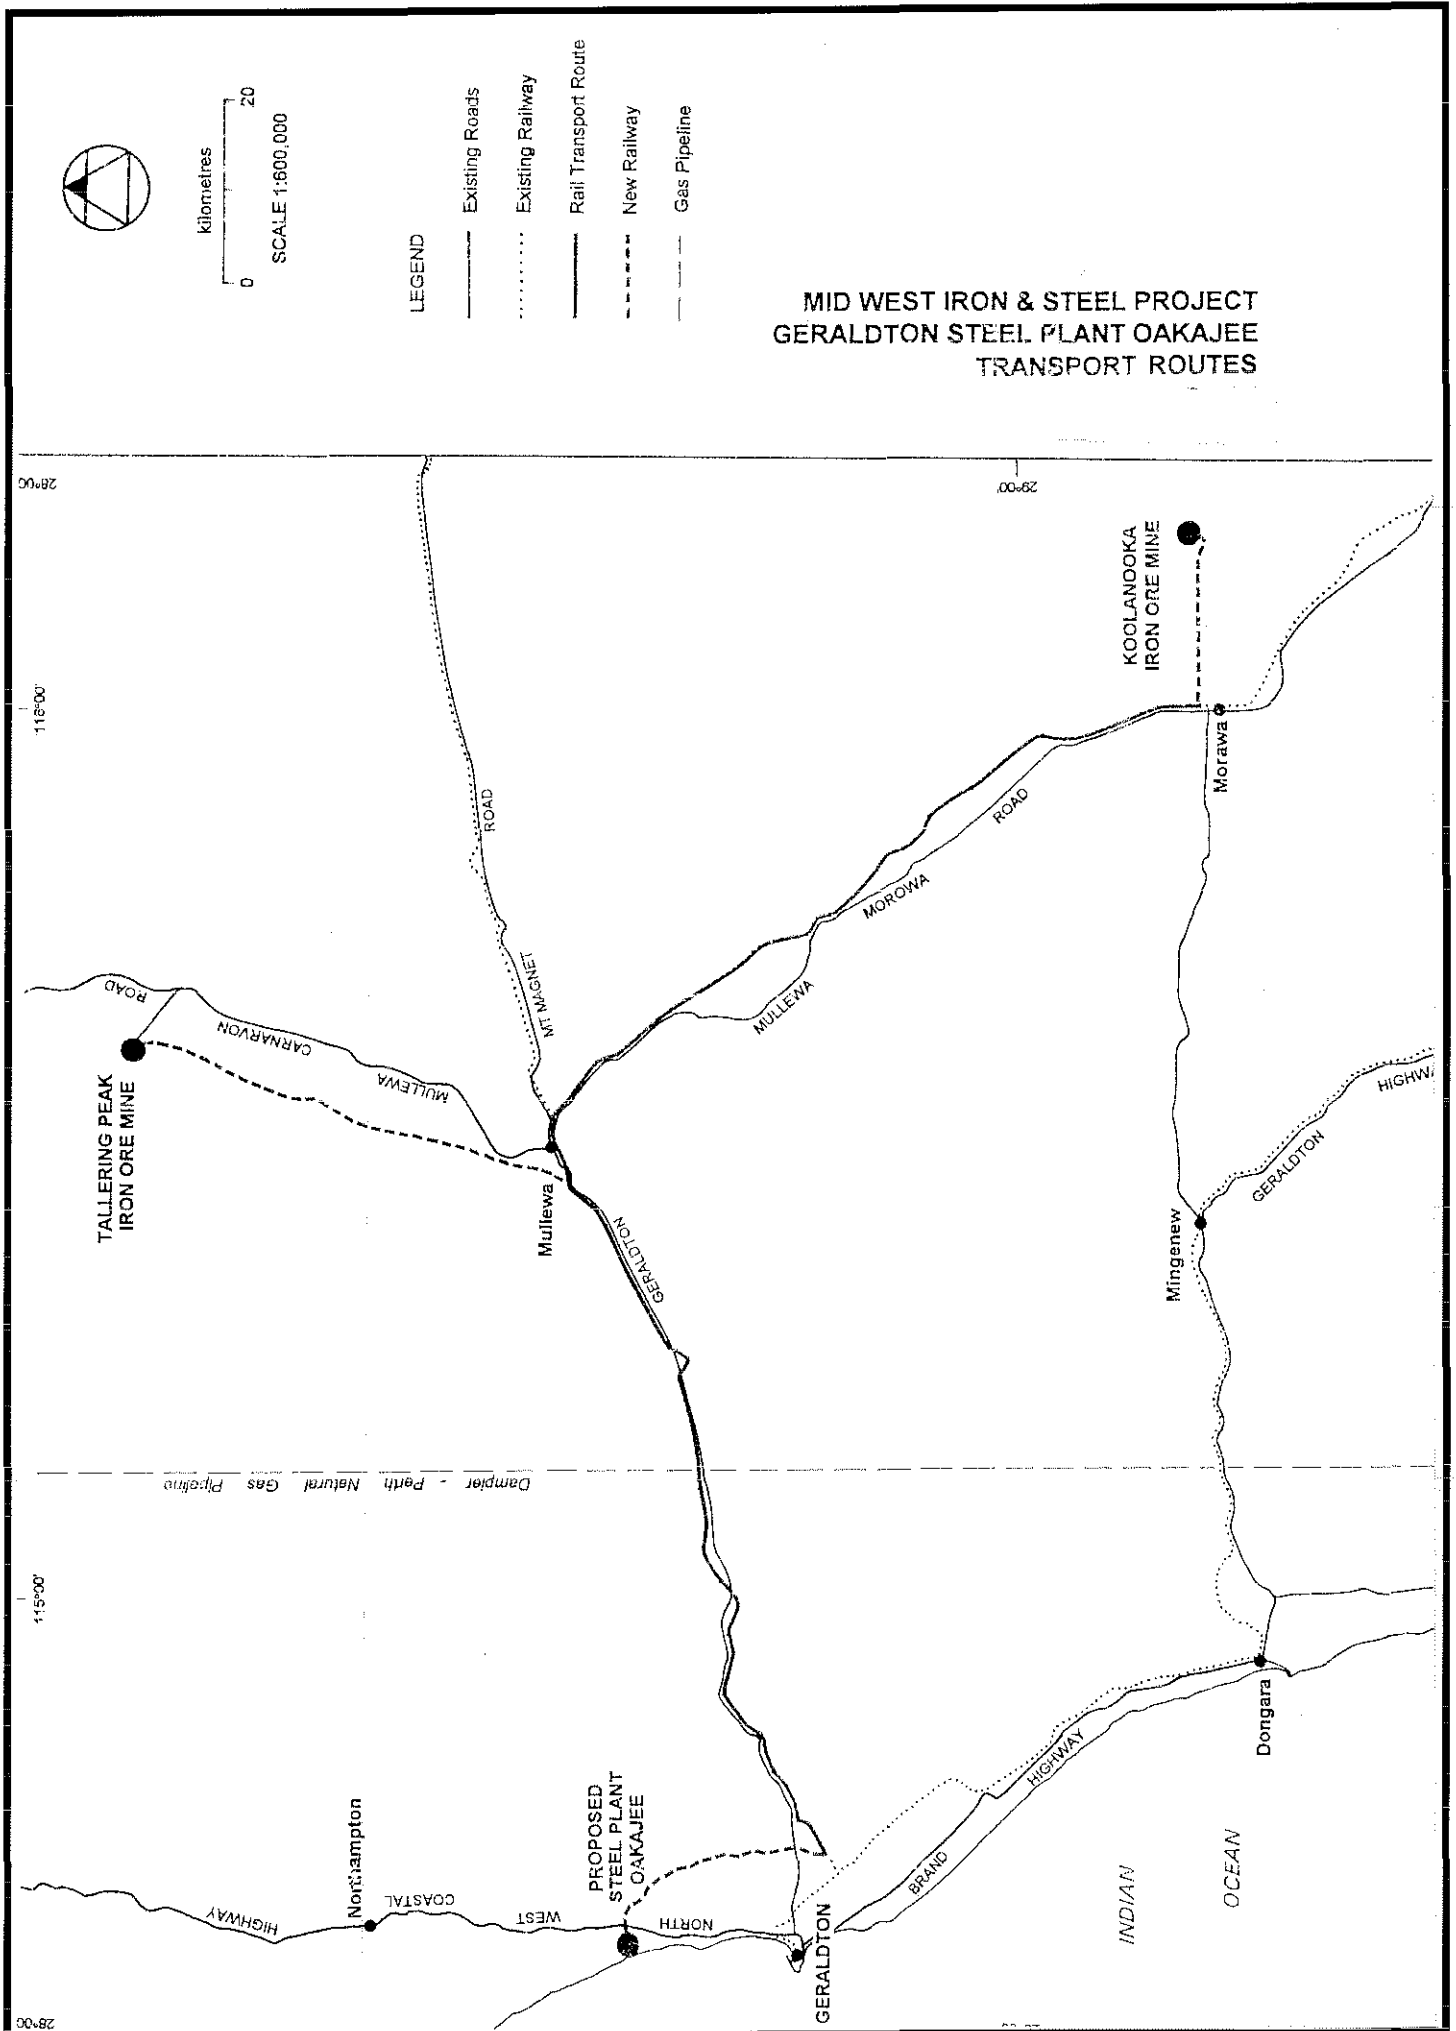 kilometres
0 20
SCALE 1:600,000
LEGEND
Existing Roads
Existing Railway
Rail Transport Route
New Railway
Gas Pipeline
MID WEST IRON & STEEL PROJECT
GERALDTON STEEL PLANT OAKAJEE
TRANSPORT ROUTES
28°00'
29°00'
116°00'
115°00'
28°00'
KOOLANOOKA
IRON ORE MINE
Morawa
ROAD
MOROWA
MULLEWA
ROAD
MT MAGNET
ROAD
CARNARVON
MULLEWA
TALLERING PEAK
IRON ORE MINE
Mullewa
GERALDTON
Mingenew
GERALDTON
HIGHWA
Dampier - Perth Natural Gas Pipeline
Northampton
HIGHWAY
COASTAL
WEST
NORTH
PROPOSED
STEEL PLANT
OAKAJEE
GERALDTON
BRAND
HIGHWAY
Dongara
INDIAN
OCEAN